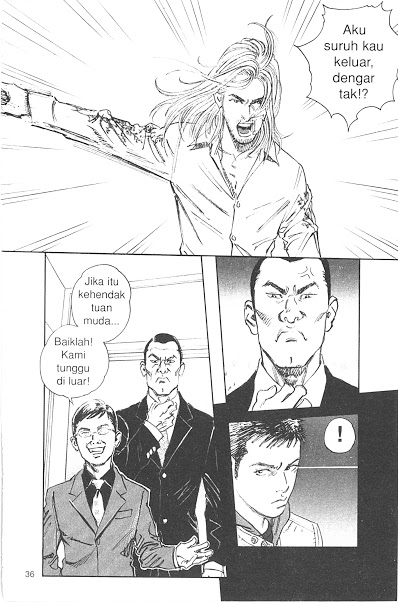 Aku
suruh kau
keluar,
dengar
tak!?
Jika itu
kehendak
tuan
muda...
Baiklah!
Kami
tunggu
di luar!
!
36